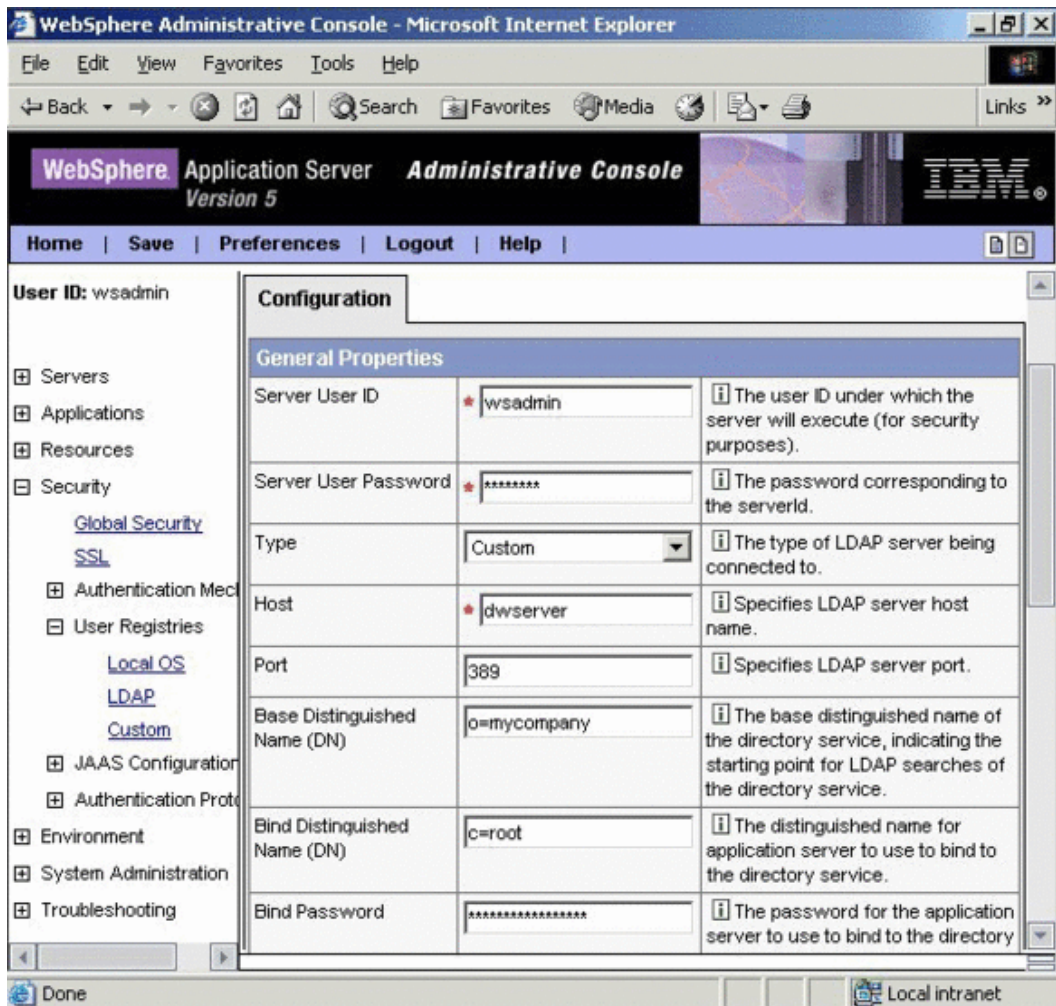 WebSphere Administrative Console - Microsoft Internet Explorer
File Edit View Favorites Tools Help
Back Search Favorites Media Links »
WebSphere Application Server Administrative Console IBM®
Version 5
Home | Save | Preferences | Logout | Help |
User ID: wsadmin
Servers
Applications
Resources
Security
Global Security
SSL
Authentication Mecl
User Registries
Local OS
LDAP
Custom
JAAS Configuration
Authentication Proto
Environment
System Administration
Troubleshooting
Configuration
General Properties
Server User ID * wsadmin i The user ID under which the
server will execute (for security
purposes).
Server User Password * ******** i The password corresponding to
the serverId.
Type Custom i The type of LDAP server being
connected to.
Host * dwserver i Specifies LDAP server host
name.
Port 389 i Specifies LDAP server port.
Base Distinguished o=mycompany i The base distinguished name of
Name (DN) the directory service, indicating the
starting point for LDAP searches of
the directory service.
Bind Distinguished c=root i The distinguished name for
Name (DN) application server to use to bind to
the directory service.
Bind Password ***************** i The password for the application
server to use to bind to the directory
Done Local intranet